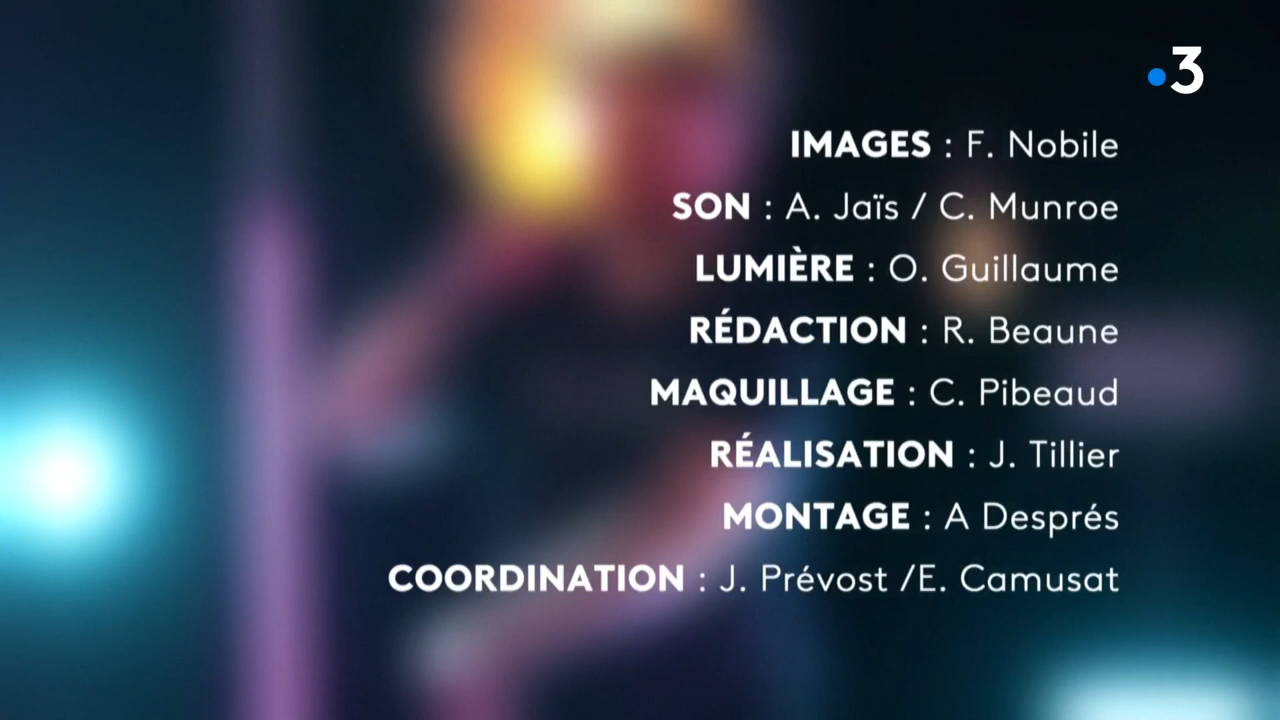 3
IMAGES : F. Nobile
SON : A. Jaïs / C. Munroe
LUMIÈRE : O. Guillaume
RÉDACTION : R. Beaune
MAQUILLAGE : C. Pibeaud
RÉALISATION : J. Tillier
MONTAGE : A Després
COORDINATION : J. Prévost /E. Camusat